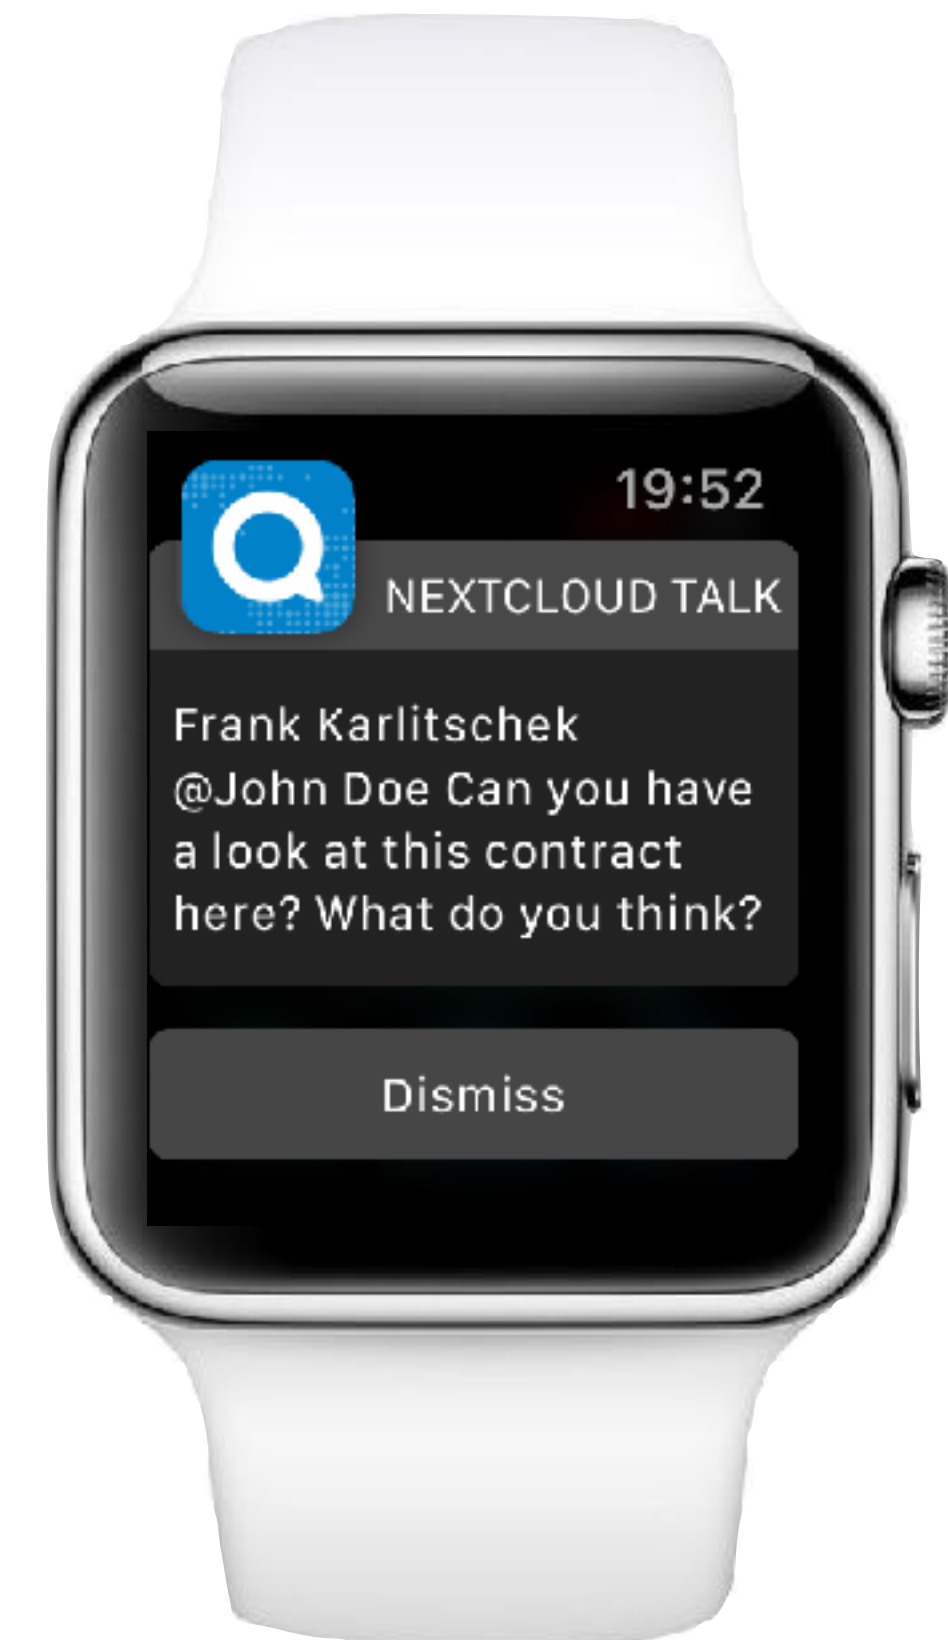 19:52
NEXTCLOUD TALK
Frank Karlitschek
@John Doe Can you have
a look at this contract
here? What do you think?
Dismiss